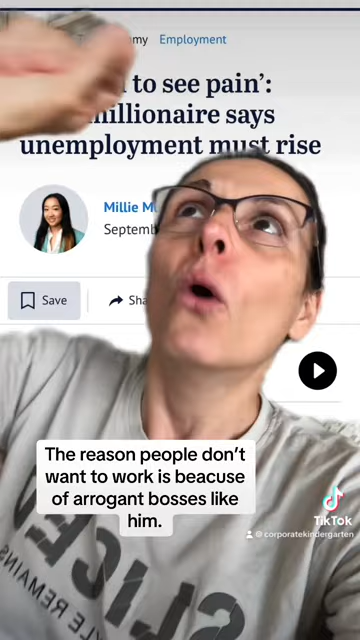 my Employment
to see pain’:
millionaire says
unemployment must rise
Millie M
Septemb
Save
Sha
The reason people don’t
want to work is beacuse
of arrogant bosses like
him.
TikTok
@corporatekindergarten